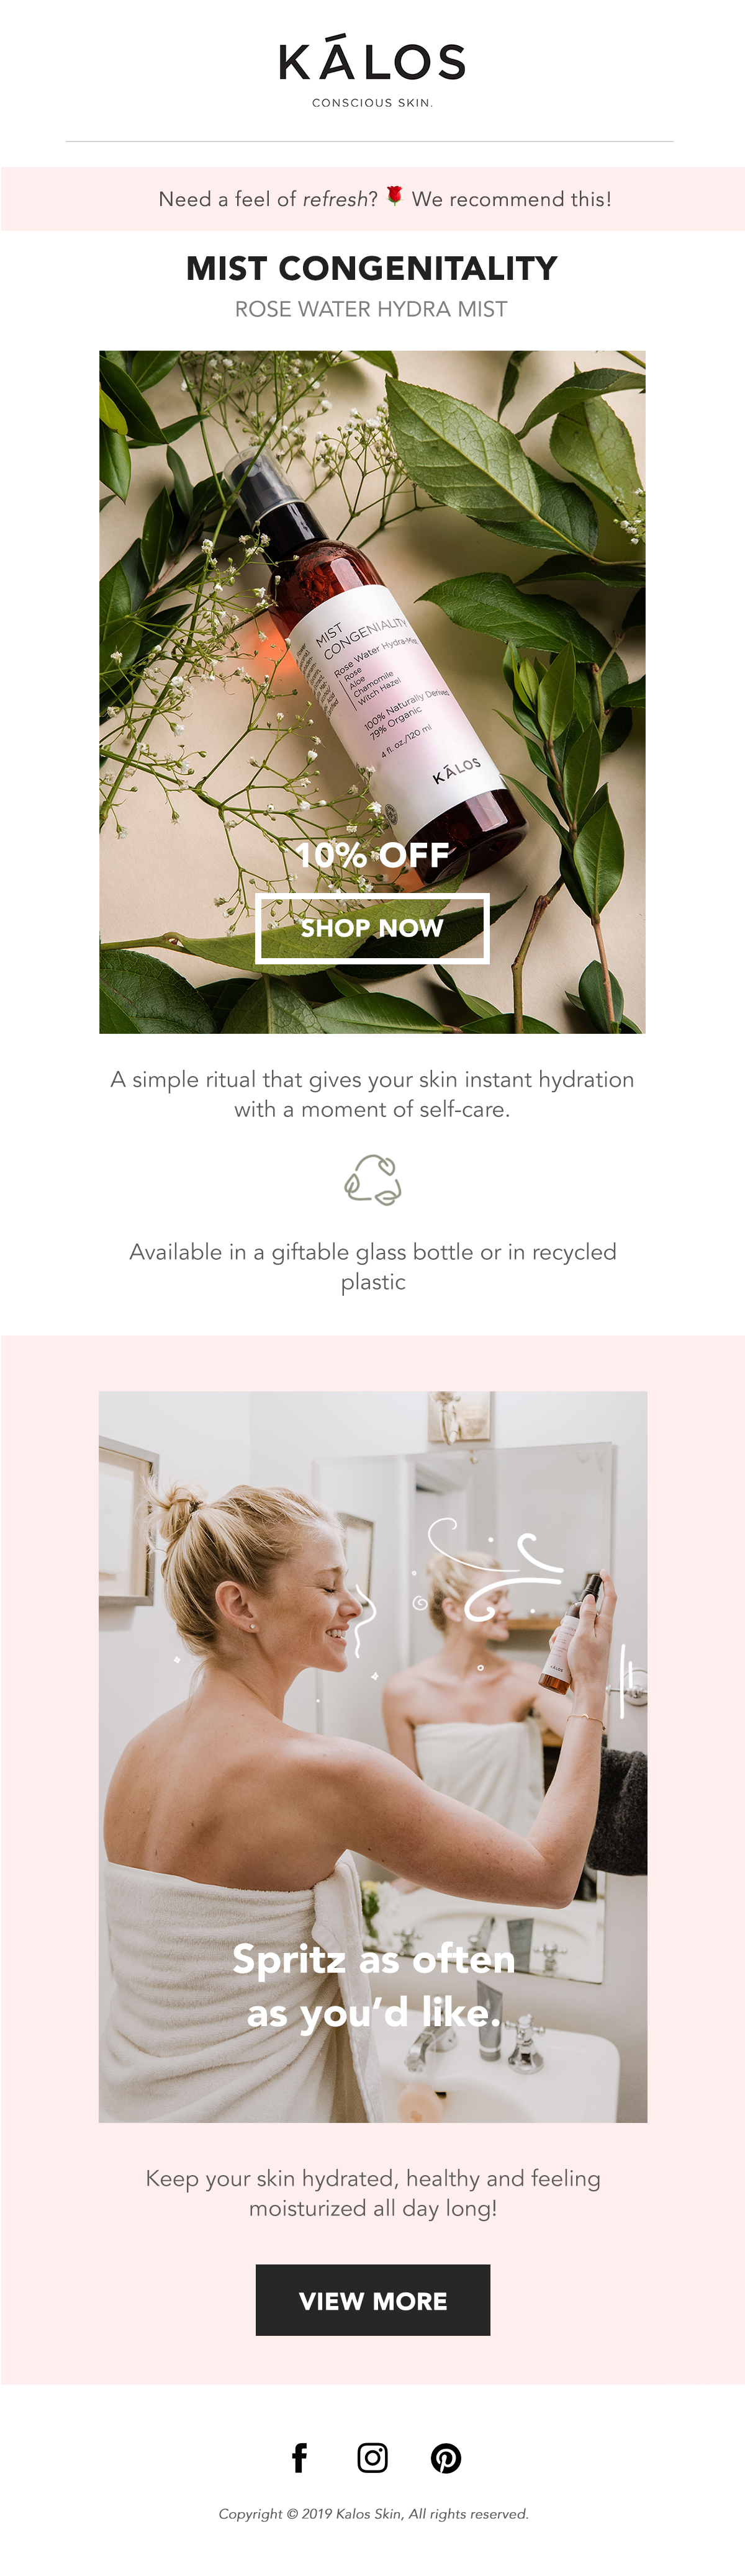 KÁLOS
CONSCIOUS SKIN.
Need a feel of refresh? 🌹 We recommend this!
MIST CONGENITALITY
ROSE WATER HYDRA MIST
MIST
CONGENIALITY
Rose Water Hydra-Mist
Rose
Aloe
Chamomile
Witch Hazel
100% Naturally Derived
79% Organic
4 fl. oz./120 ml
KĀLOS
10% OFF
SHOP NOW
A simple ritual that gives your skin instant hydration
with a moment of self-care.
Available in a giftable glass bottle or in recycled
plastic
KĀLOS
Spritz as often
as you'd like.
Keep your skin hydrated, healthy and feeling
moisturized all day long!
VIEW MORE
Copyright © 2019 Kalos Skin, All rights reserved.